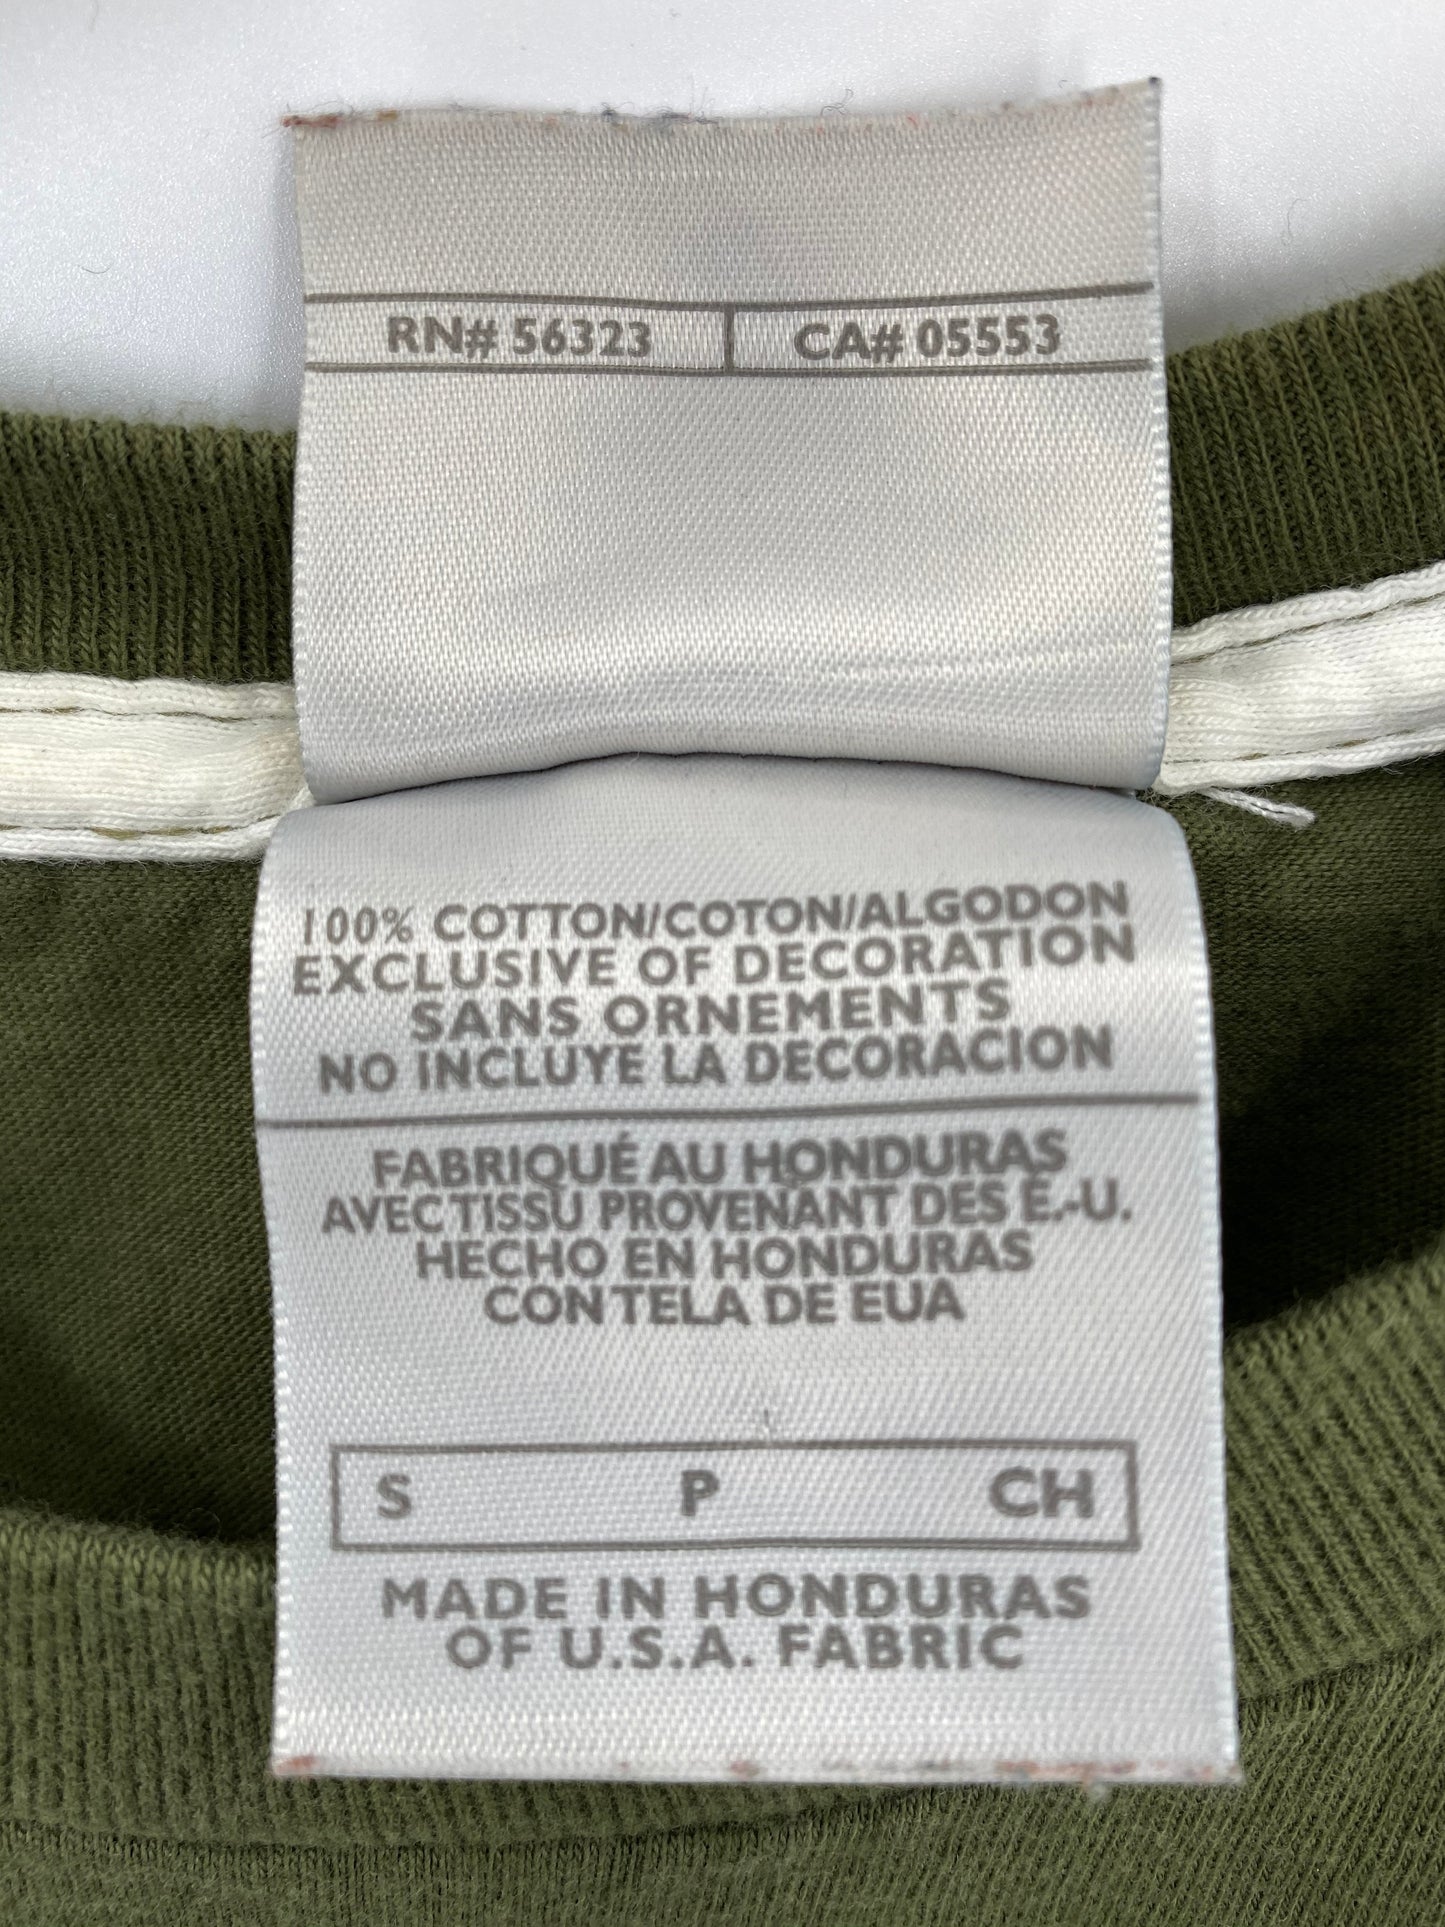 RN# 56323 CA# 05553
100% COTTON/COTON/ALGODON
EXCLUSIVE OF DECORATION
SANS ORNEMENTS
NO INCLUYE LA DECORACION
FABRIQUÉ AU HONDURAS
AVEC TISSU PROVENANT DES E.-U.
HECHO EN HONDURAS
CON TELA DE EUA
S P CH
MADE IN HONDURAS
OF U.S.A. FABRIC